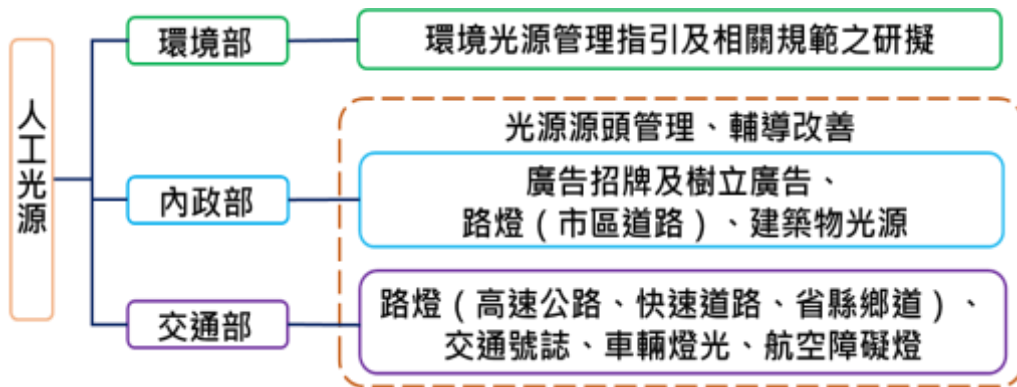 人工光源
環境部
環境光源管理指引及相關規範之研擬
光源源頭管理、輔導改善
內政部
廣告招牌及樹立廣告、
路燈（市區道路）、建築物光源
交通部
路燈（高速公路、快速道路、省縣鄉道）、
交通號誌、車輛燈光、航空障礙燈